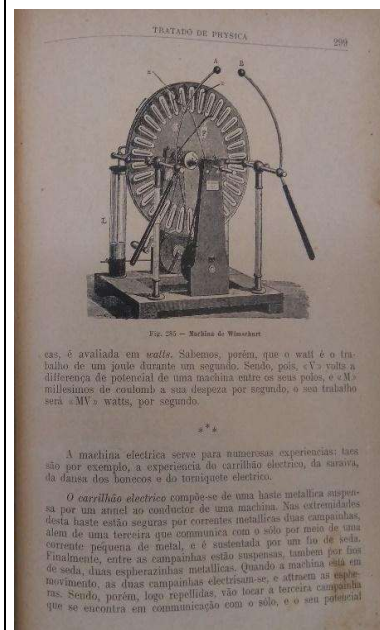 TRATADO DE PHYSICA
299
A
B
L
Fig. 285 — Machina de Wimschurt
cas, é avaliada em watts. Sabemos, porém, que o watt é o tra-
balho de um joule durante um segundo. Sendo, pois, «V» volts a
differença de potencial de uma machina entre os seus polos, e «M»
millesimos de coulomb a sua despeza por segundo, o seu trabalho
será «MV» watts, por segundo.
***
A machina electrica serve para numerosas experiencias: taes
são por exemplo, a experiencia do carrilhão electrico, da saraiva,
da dansa dos bonecos e do torniquete electrico.
O carrilhão electrico compõe-se de uma haste metallica suspen-
sa por um annel ao conductor de uma machina. Nas extremidades
desta haste estão seguras por correntes metallicas duas campainhas,
alem de uma terceira que communica com o sólo por meio de uma
corrente pequena de metal, e é sustentada por um fio de seda.
Finalmente, entre as campainhas estão suspensas, tambem por fios
de seda, duas espherazinhas metallicas. Quando a machina está em
movimento, as duas campainhas electrisam-se, e attraem as esphe-
ras. Sendo, porém, logo repellidas, vão tocar a terceira campainha
que se encontra em communicação com o sólo, e o seu potencial